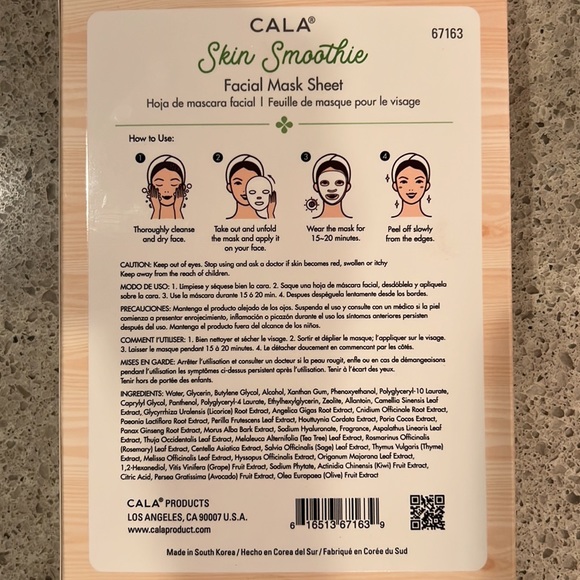 CALA®
67163
Skin Smoothie
Facial Mask Sheet
Hoja de mascara facial | Feuille de masque pour le visage
How to Use:
1 2 3 4
Thoroughly cleanse and dry face.
Take out and unfold the mask and apply it on your face.
Wear the mask for 15~20 minutes.
Peel off slowly from the edges.
CAUTION: Keep out of eyes. Stop using and ask a doctor if skin becomes red, swollen or itchy
Keep away from the reach of children.
MODO DE USO: 1. Limpiese y séquese bien la cara. 2. Saque una hoja de máscara facial, desdóblela y aplíquela
sobre la cara. 3. Use la máscara durante 15 à 20 min. 4. Despues despéguela lentamente desde los bordes.
PRECAUCIONES: Mantenga el producto alejado de los ojos. Suspenda el uso y consulte con un médico si la piel
comienza a presentar enrojecimiento, inflamación o picazón durante el uso los síntomas anteriores persisten
después del uso. Mantenga el producto fuera del alcance de los niños.
COMMENT l'UTILISER: 1. Bien nettoyer et sécher le visage. 2. Sortir et déplier le masque; l'appliquer sur le visage.
3. Laisser le masque pendant 15 à 20 minutes. 4. Le détacher doucement en commençant par les côtés.
MISES EN GARDE: Arrêter l'utilisation et consulter un docteur si la peau rougit, enfle ou en cas de démangeaisons
pendant l'utilisation les symptômes ci-dessus persistent après l'utilisation. Tenir à l'écart des yeux.
Tenir hors de portée des enfants.
INGREDIENTS: Water, Glycerin, Butylene Glycol, Alcohol, Xanthan Gum, Phenoxyethanol, Polyglyceryl-10 Laurate,
Caprylyl Glycol, Panthenol, Polyglyceryl-4 Laurate, Ethylhexylglycerin, Zeolite, Allantoin, Camellia Sinensis Leaf
Extract, Glycyrrhiza Uralensis (Licorice) Root Extract, Angelica Gigas Root Extract, Cnidium Officinale Root Extract,
Paeonia Lactiflora Root Extract, Perilla Frutescens Leaf Extract, Houttuynia Cordata Extract, Poria Cocos Extract,
Panax Ginseng Root Extract, Morus Alba Bark Extract, Sodium Hyaluronate, Fragrance, Aspalathus Linearis Leaf
Extract, Thuja Occidentalis Leaf Extract, Melaleuca Alternifolia (Tea Tree) Leaf Extract, Rosmarinus Officinalis
(Rosemary) Leaf Extract, Centella Asiatica Extract, Salvia Officinalis (Sage) Leaf Extract, Thymus Vulgaris (Thyme)
Extract, Melissa Officinalis Leaf Extract, Hyssopus Officinalis Extract, Origanum Majorana Leaf Extract,
1,2-Hexanediol, Vitis Vinifera (Grape) Fruit Extract, Sodium Phytate, Actinidia Chinensis (Kiwi) Fruit Extract,
Citric Acid, Persea Gratissima (Avocado) Fruit Extract, Olea Europaea (Olive) Fruit Extract
CALA® PRODUCTS
LOS ANGELES, CA 90007 U.S.A.
www.calaproduct.com
6 16513 67163 9
Made in South Korea / Hecho en Corea del Sur / Fabriqué en Corée du Sud